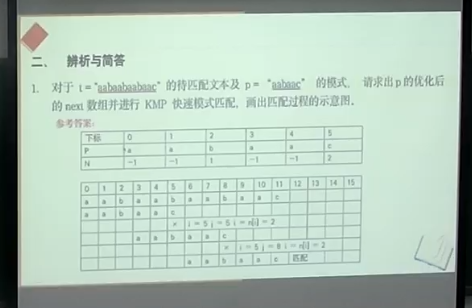 二、 辨析与简答
1. 对于 t = "aabaabaabaac" 的待匹配文本及 p = "aabaac" 的模式, 请求出 p 的优化后
的 next 数组并进行 KMP 快速模式匹配, 画出匹配过程的示意图。
参考答案:
下标 0 1 2 3 4 5
P a a b a a c
N -1 -1 1 -1 -1 2
0 1 2 3 4 5 6 7 8 9 10 11 12 13 14 15
a a b a a b a a b a a c
a a b a a c
× i = 5 j = 5 i = n[i] = 2
a a b a a c
× i = 5 j = 8 i = n[i] = 2
a a b a a c 匹配